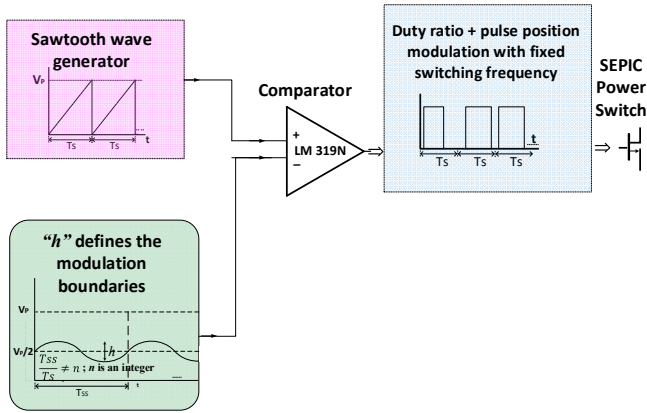 Sawtooth wave
generator
VP
Ts
Ts
t
Comparator
+
LM 319N
−
Duty ratio + pulse position
modulation with fixed
switching frequency
t
Ts
Ts
Ts
SEPIC
Power
Switch
“h” defines the
modulation
boundaries
VP
VP/2
h
Tss/Ts ≠ n ; n is an integer
Tss
t